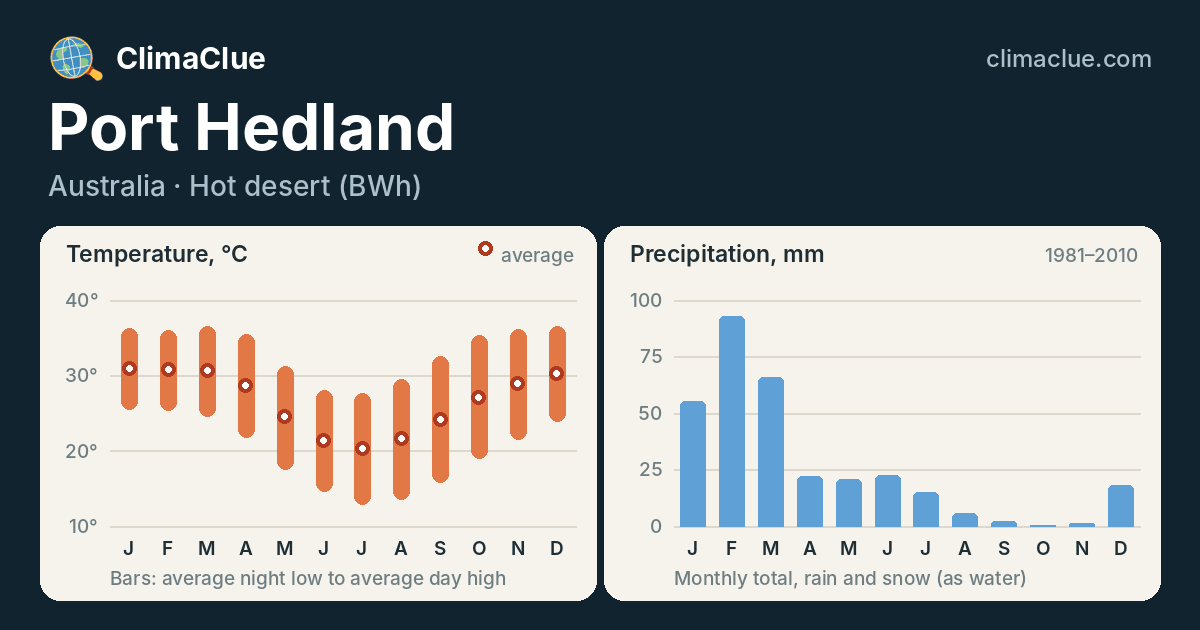 ClimaClue
climaclue.com
Port Hedland
Australia · Hot desert (BWh)
Temperature, °C
average
40°
30°
20°
10°
J F M A M J J A S O N D
Bars: average night low to average day high
Precipitation, mm
1981–2010
100
75
50
25
0
J F M A M J J A S O N D
Monthly total, rain and snow (as water)